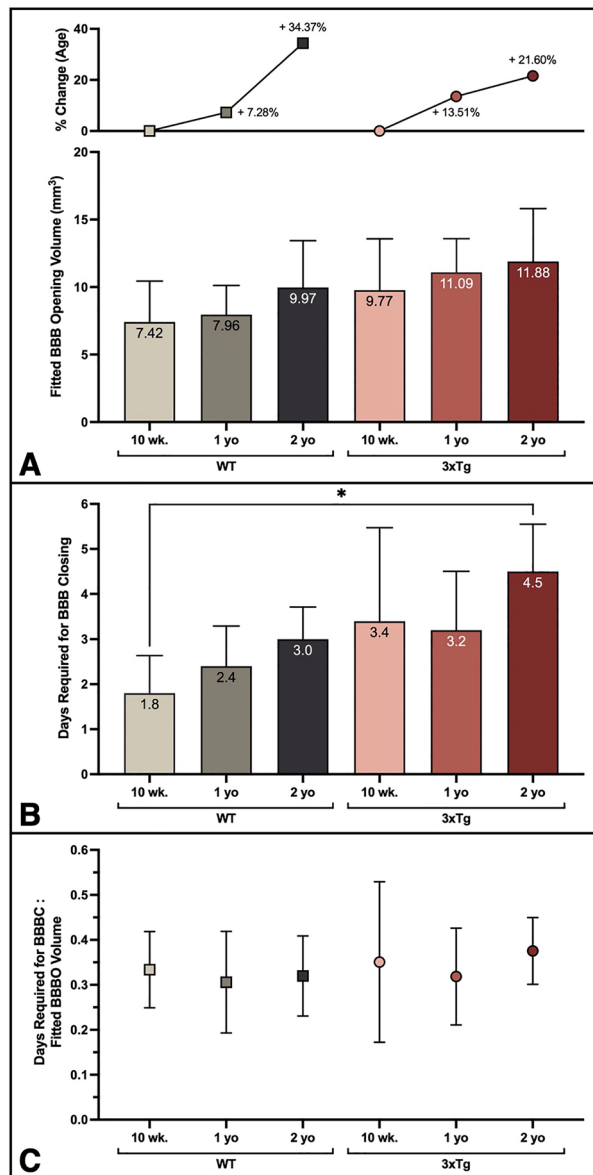 % Change (Age)
40
20
0
+ 34.37%
+ 7.28%
+ 21.60%
+ 13.51%
Fitted BBB Opening Volume (mm³)
20
15
10
5
0
7.42
7.96
9.97
9.77
11.09
11.88
10 wk.
1 yo
2 yo
10 wk.
1 yo
2 yo
WT
3xTg
A
Days Required for BBB Closing
6
5
4
3
2
1
0
*
1.8
2.4
3.0
3.4
3.2
4.5
10 wk.
1 yo
2 yo
10 wk.
1 yo
2 yo
WT
3xTg
B
Days Required for BBBC :
Fitted BBBO Volume
0.6
0.5
0.4
0.3
0.2
0.1
0.0
10 wk.
1 yo
2 yo
10 wk.
1 yo
2 yo
WT
3xTg
C